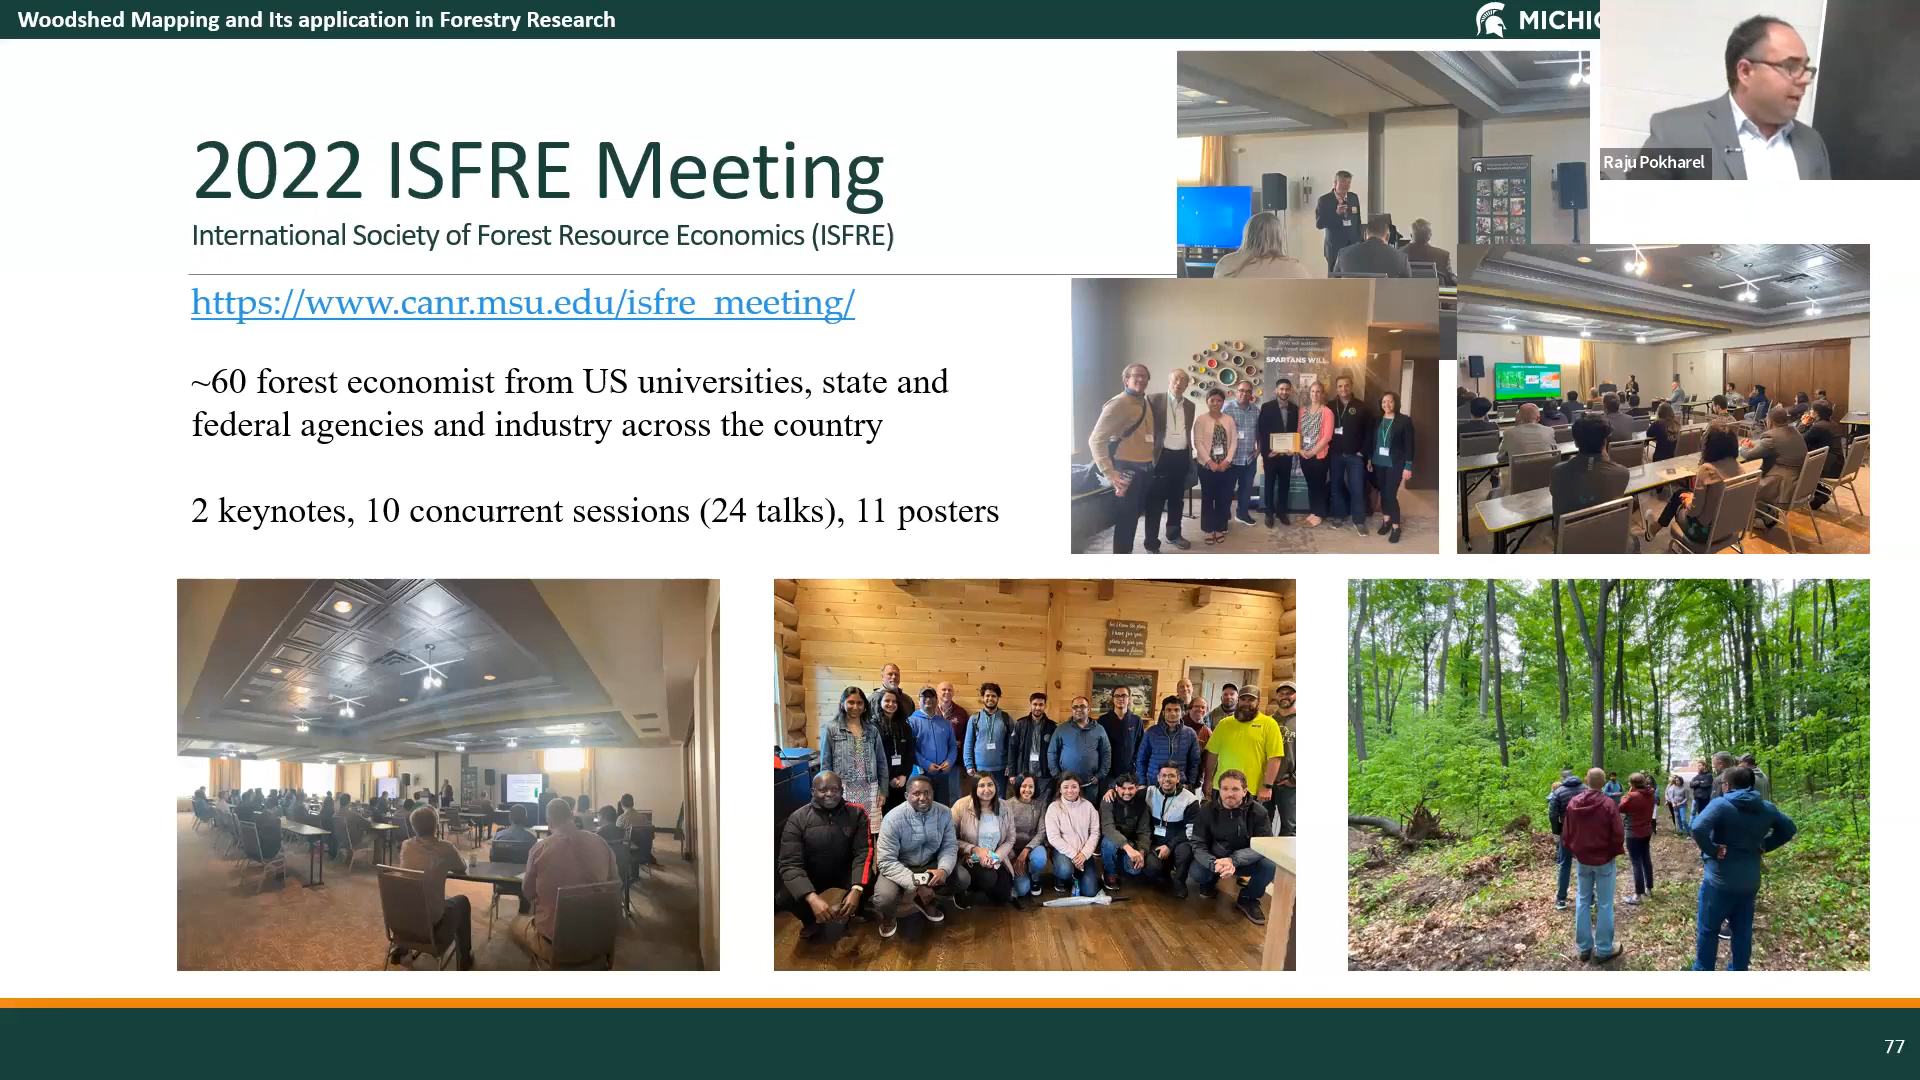 Woodshed Mapping and Its application in Forestry Research
MICHIG
Raju Pokharel
2022 ISFRE Meeting
International Society of Forest Resource Economics (ISFRE)
https://www.canr.msu.edu/isfre_meeting/
~60 forest economist from US universities, state and
federal agencies and industry across the country
2 keynotes, 10 concurrent sessions (24 talks), 11 posters
SPARTANS WILL.
77